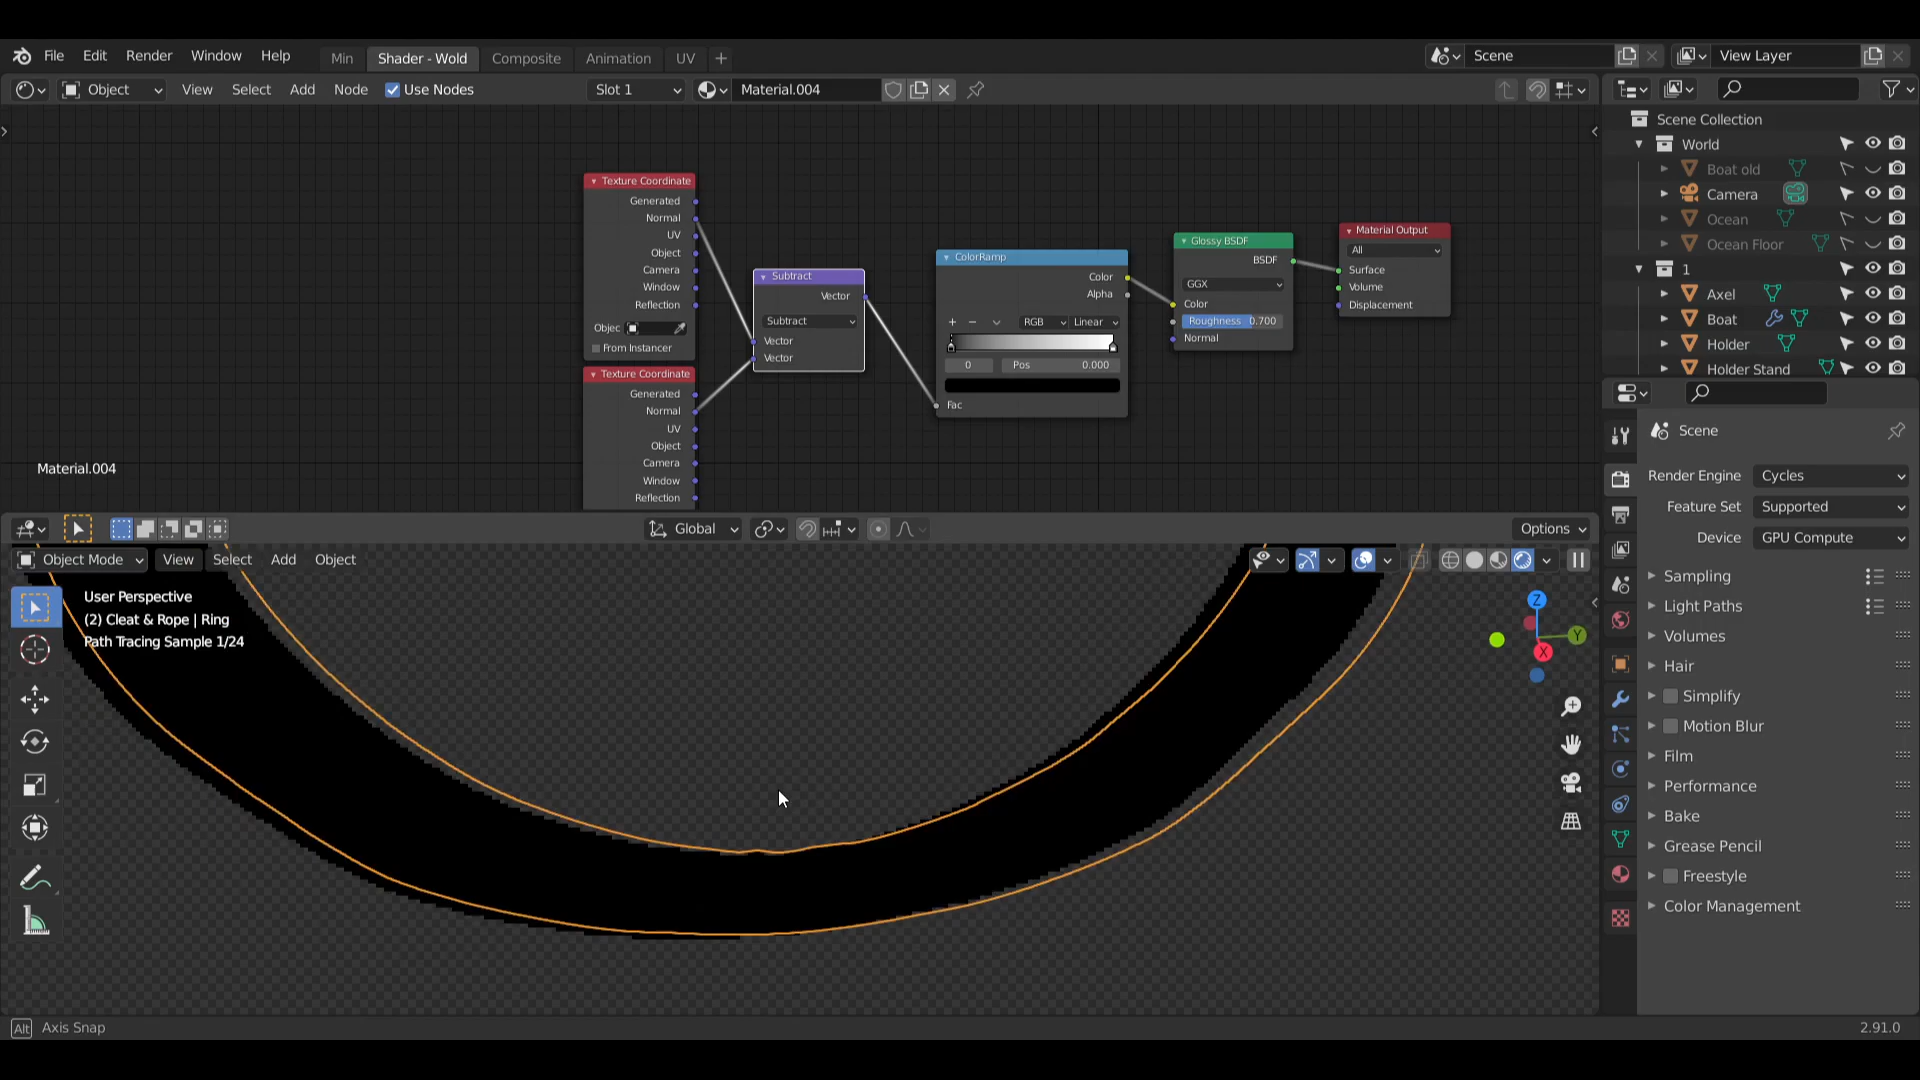 File Edit Render Window Help Min Shader - Wold Composite Animation UV + Scene View Layer
Object View Select Add Node Use Nodes Slot 1 Material.004
Scene Collection
World
Boat old
Camera
Ocean
Ocean Floor
1
Axel
Boat
Holder
Holder Stand
Texture Coordinate
Generated
Normal
UV
Object
Camera
Window
Reflection
Objec
From Instancer
Texture Coordinate
Generated
Normal
UV
Object
Camera
Window
Reflection
Subtract
Vector
Subtract
Vector
Vector
ColorRamp
Color
Alpha
+ − RGB Linear
0 Pos 0.000
Fac
Glossy BSDF
BSDF
GGX
Color
Roughness 0.700
Normal
Material Output
All
Surface
Volume
Displacement
Material.004
Global Options
Object Mode View Select Add Object
User Perspective
(2) Cleat & Rope | Ring
Path Tracing Sample 1/24
Z
Y
X
Scene
Render Engine Cycles
Feature Set Supported
Device GPU Compute
Sampling
Light Paths
Volumes
Hair
Simplify
Motion Blur
Film
Performance
Bake
Grease Pencil
Freestyle
Color Management
Alt Axis Snap 2.91.0